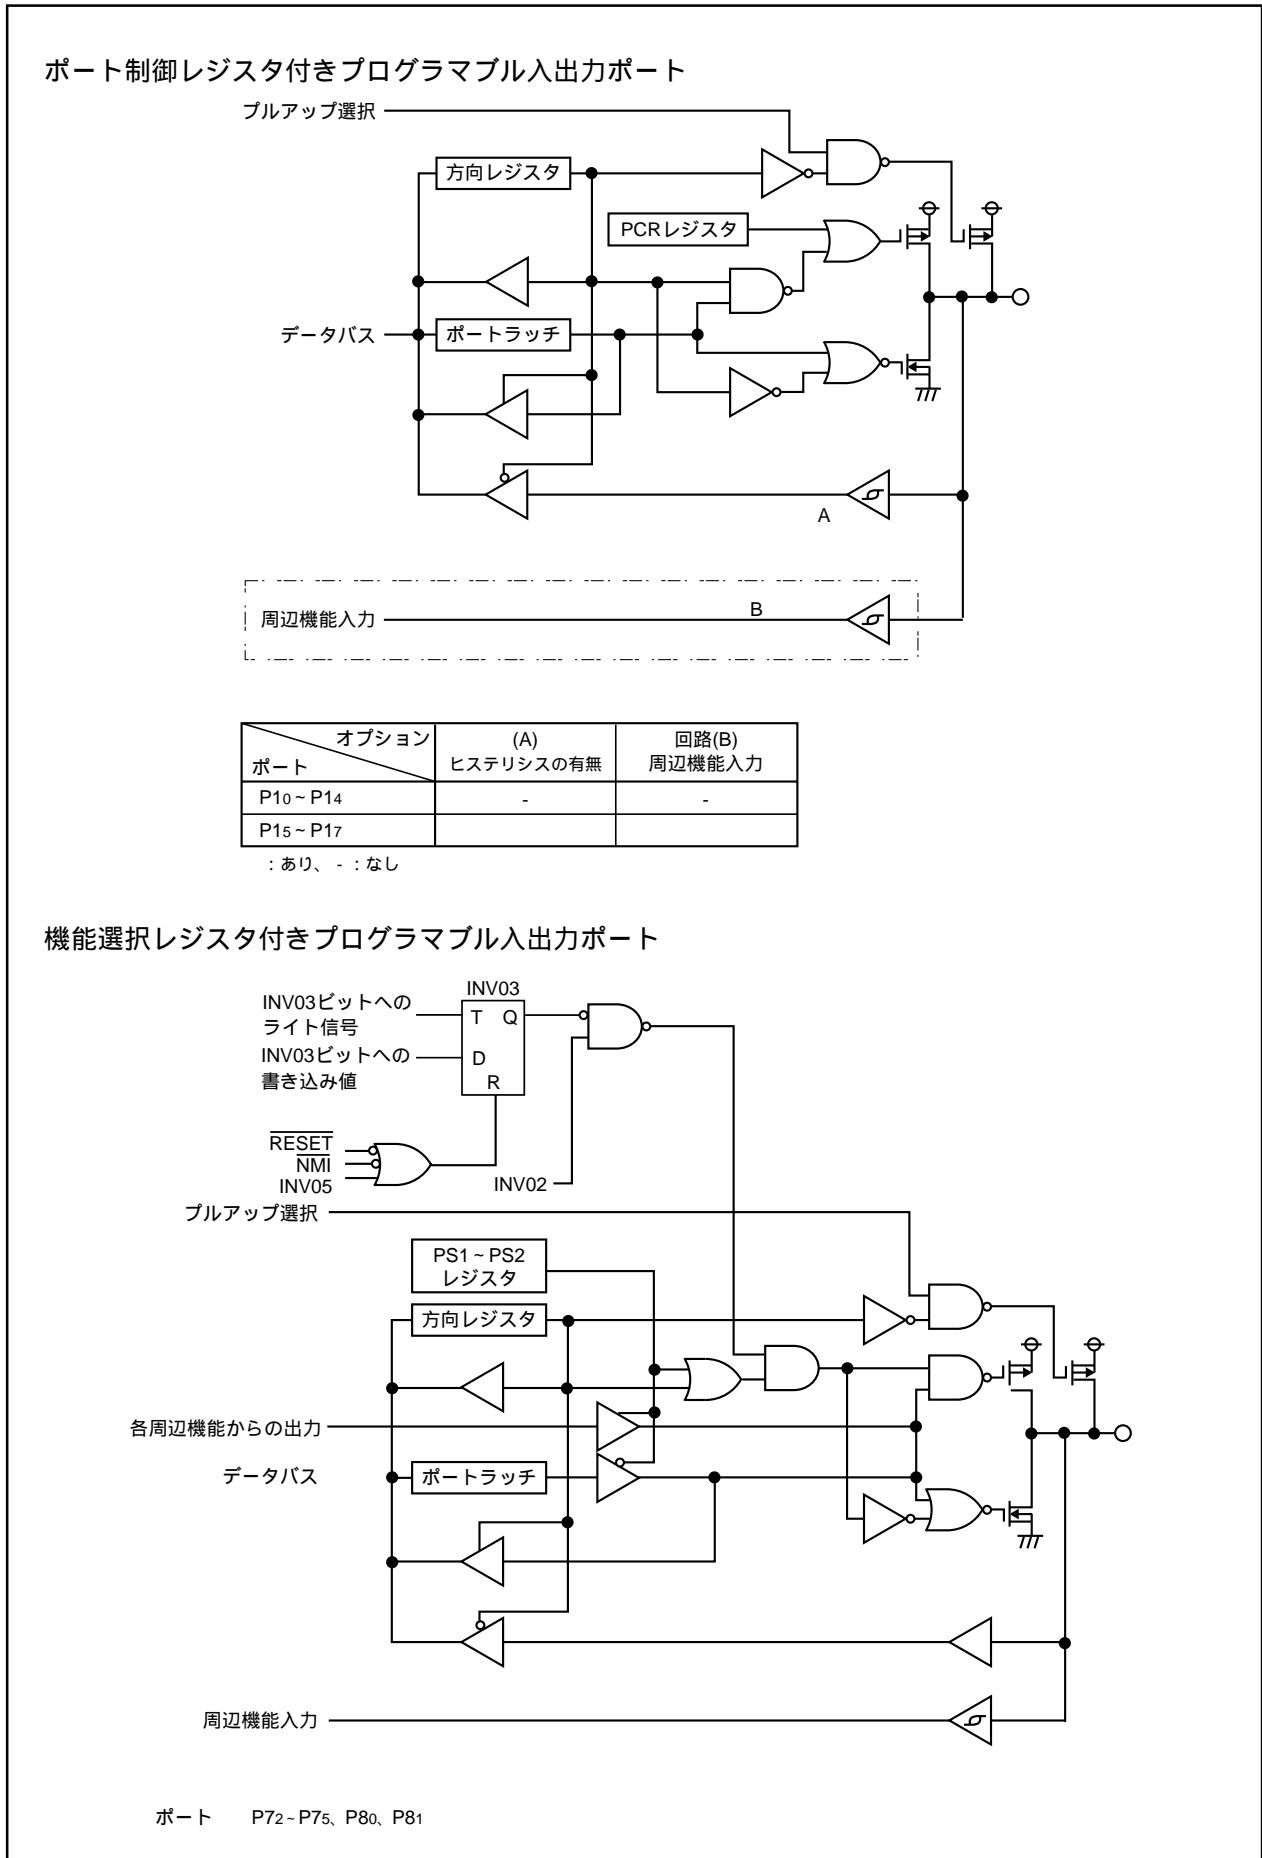 ポート制御レジスタ付きプログラマブル入出力ポート
プルアップ選択
方向レジスタ
PCRレジスタ
データバス
ポートラッチ
A
周辺機能入力
B
オプション
ポート
(A)
ヒステリシスの有無
回路(B)
周辺機能入力
P10~P14
-
-
P15~P17
:あり、 - :なし
機能選択レジスタ付きプログラマブル入出力ポート
INV03
INV03ビットへの
ライト信号
T Q
INV03ビットへの
書き込み値
D
R
RESET
NMI
INV05
INV02
プルアップ選択
PS1~PS2
レジスタ
方向レジスタ
各周辺機能からの出力
データバス
ポートラッチ
周辺機能入力
ポート P72~P75、P80、P81